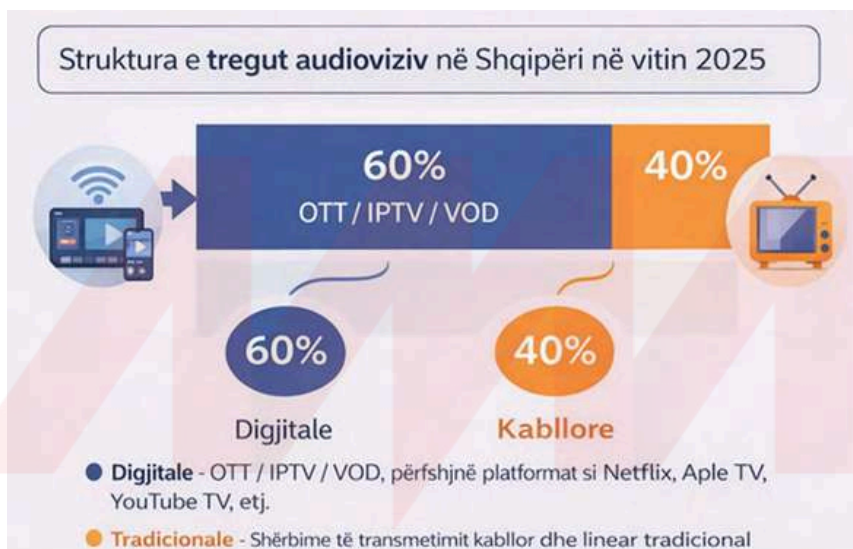 Struktura e tregut audioviziv në Shqipëri në vitin 2025
60%
OTT / IPTV / VOD
40%
60%
40%
Digjitale
Kabllore
Digjitale - OTT / IPTV / VOD, përfshjnë platformat si Netflix, Aple TV,
YouTube TV, etj.
Tradicionale - Shërbime të transmetimit kabllor dhe linear tradicional